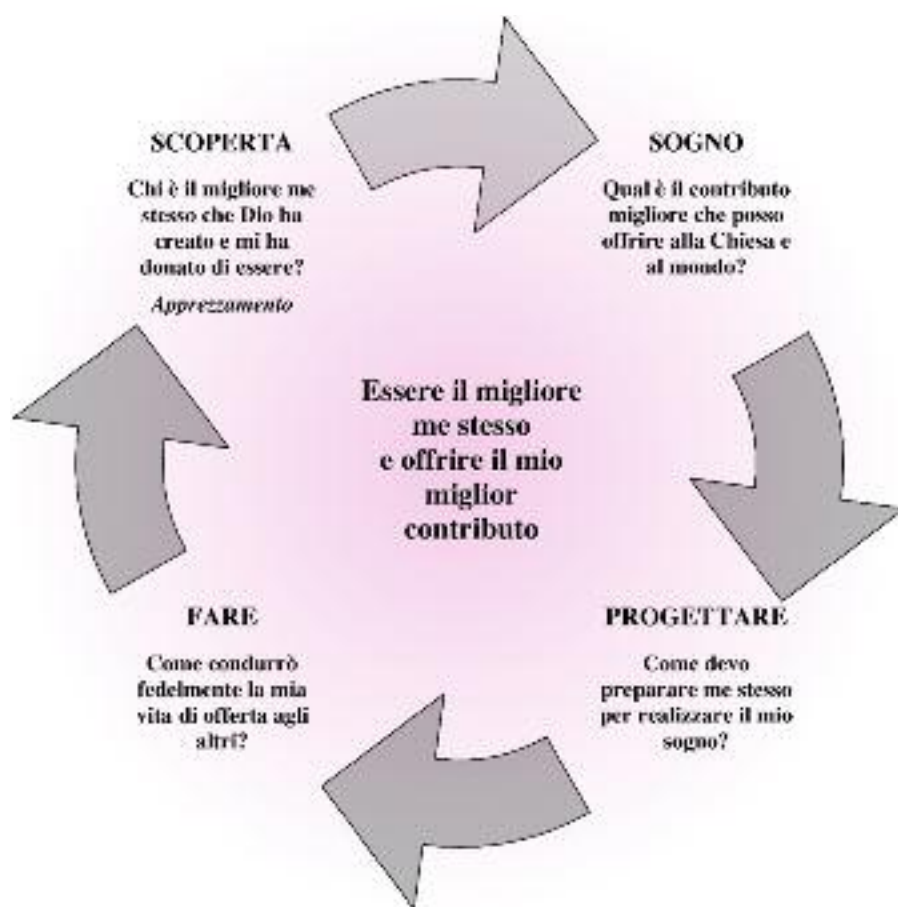 SCOPERTA
Chi è il migliore me
stesso che Dio ha
creato e mi ha
donato di essere?
Apprezzamento
SOGNO
Qual è il contributo
migliore che posso
offrire alla Chiesa e
al mondo?
Essere il migliore
me stesso
e offrire il mio
miglior
contributo
PROGETTARE
Come devo
preparare me stesso
per realizzare il mio
sogno?
FARE
Come condurrò
fedelmente la mia
vita di offerta agli
altri?